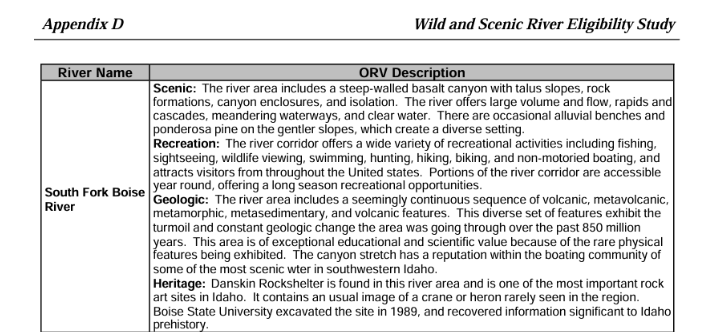 Appendix D Wild and Scenic River Eligibility Study
River Name ORV Description
South Fork Boise
River
Scenic: The river area includes a steep-walled basalt canyon with talus slopes, rock
formations, canyon enclosures, and isolation. The river offers large volume and flow, rapids and
cascades, meandering waterways, and clear water. There are occasional alluvial benches and
ponderosa pine on the gentler slopes, which create a diverse setting.
Recreation: The river corridor offers a wide variety of recreational activities including fishing,
sightseeing, wildlife viewing, swimming, hunting, hiking, biking, and non-motoried boating, and
attracts visitors from throughout the United states. Portions of the river corridor are accessible
year round, offering a long season recreational opportunities.
Geologic: The river area includes a seemingly continuous sequence of volcanic, metavolcanic,
metamorphic, metasedimentary, and volcanic features. This diverse set of features exhibit the
turmoil and constant geologic change the area was going through over the past 850 million
years. This area is of exceptional educational and scientific value because of the rare physical
features being exhibited. The canyon stretch has a reputation within the boating community of
some of the most scenic wter in southwestern Idaho.
Heritage: Danskin Rockshelter is found in this river area and is one of the most important rock
art sites in Idaho. It contains an usual image of a crane or heron rarely seen in the region.
Boise State University excavated the site in 1989, and recovered information significant to Idaho
prehistory.